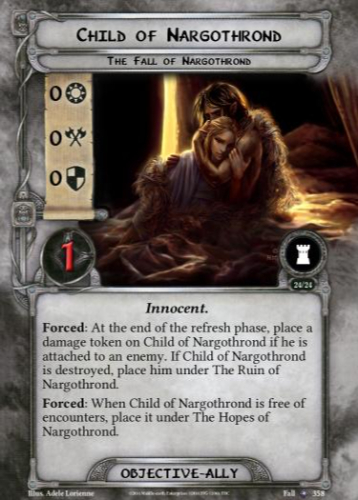 Child of Nargothrond
The Fall of Nargothrond
0
0
0
1
24/24
Innocent.
Forced: At the end of the refresh phase, place a
damage token on Child of Nargothrond if he is
attached to an enemy. If Child of Nargothrond
is destroyed, place him under The Ruin of
Nargothrond.
Forced: When Child of Nargothrond is free of
encounters, place it under The Hopes of
Nargothrond.
OBJECTIVE-ALLY
Illus. Adele Lorienne
Fall 358